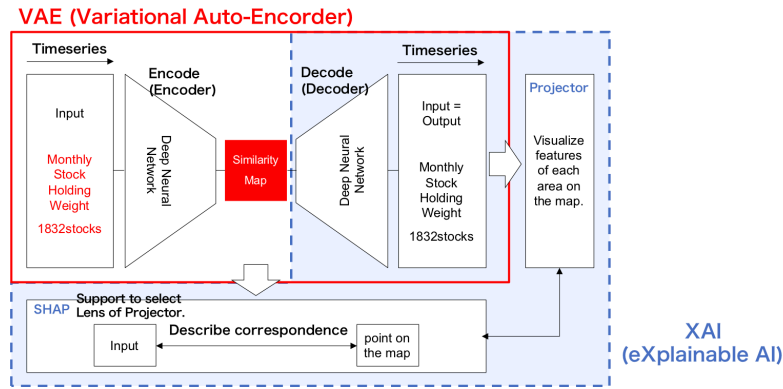 VAE (Variational Auto-Encorder)
Timeseries
Input
Monthly
Stock
Holding
Weight
1832stocks
Encode
(Encoder)
Deep Neural
Network
Similarity
Map
Decode
(Decoder)
Deep Neural
Network
Timeseries
Input =
Output
Monthly
Stock
Holding
Weight
1832stocks
Projector
Visualize
features
of each
area on
the map.
SHAP
Support to select
Lens of Projector.
Input
Describe correspondence
point on
the map
XAI
(eXplainable AI)